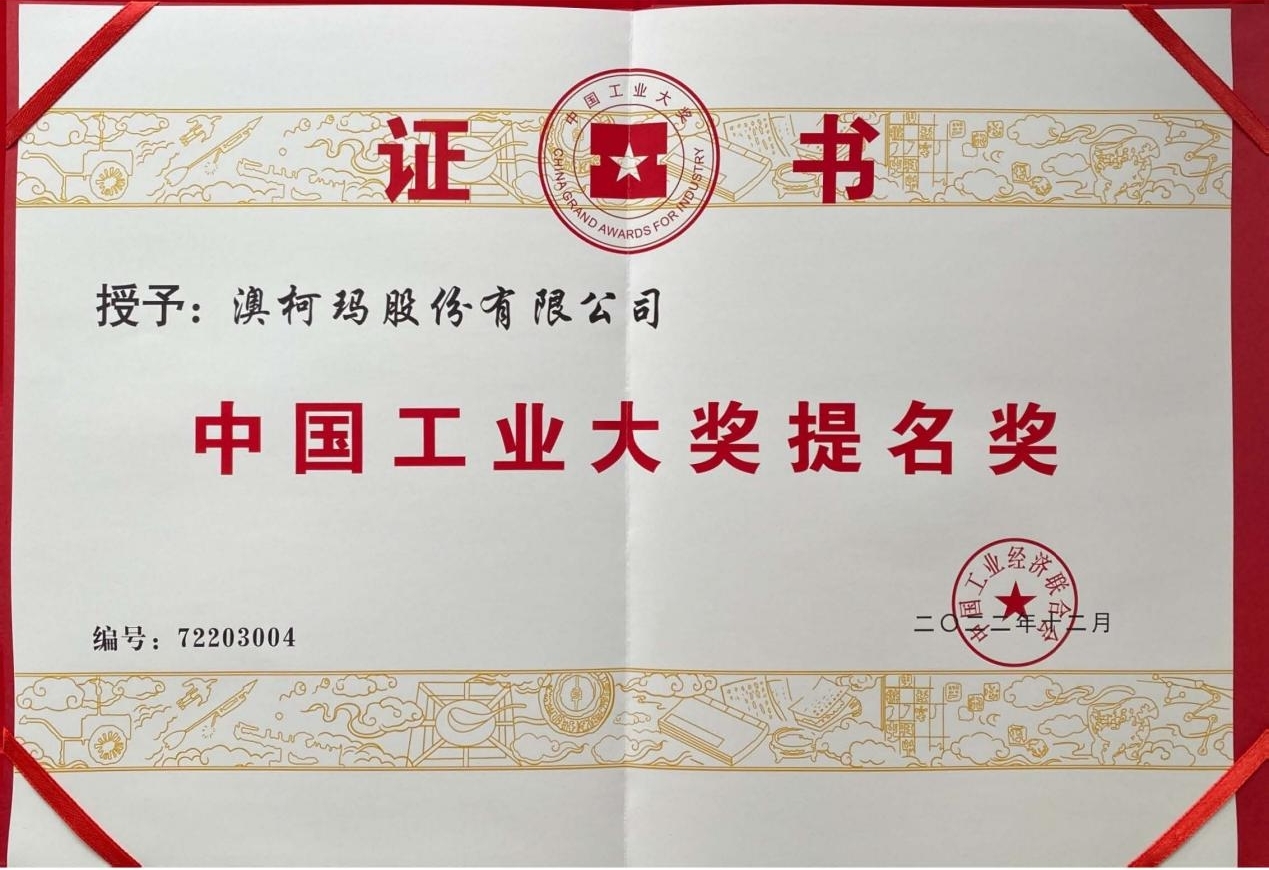 证书
中国工业大奖
CHINA GRAND AWARDS FOR INDUSTRY
授予：澳柯玛股份有限公司
中国工业大奖提名奖
中国工业经济联合会
二〇二二年十二月
编号：72203004